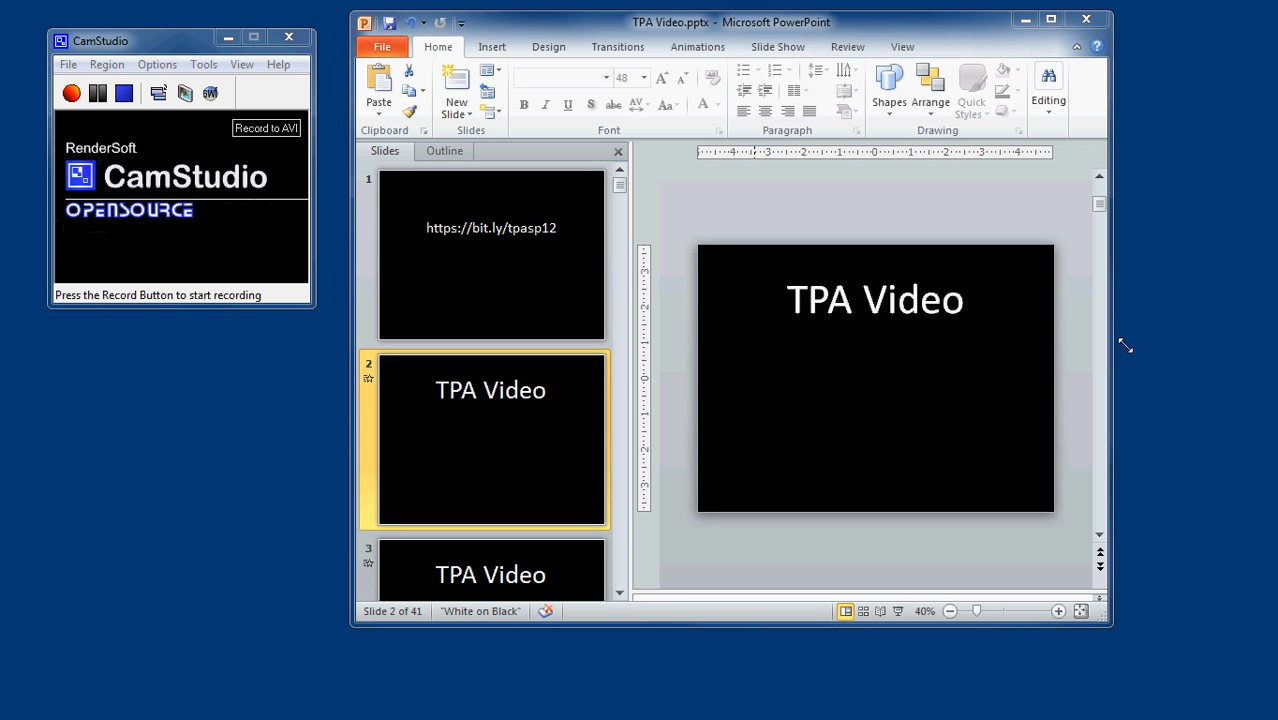 CamStudio
File Region Options Tools View Help
Record to AVI
RenderSoft
CamStudio
OPENSOURCE
Press the Record Button to start recording
TPA Video.pptx - Microsoft PowerPoint
File Home Insert Design Transitions Animations Slide Show Review View
Paste
New Slide
48
B I U S abc AV Aa A
Shapes Arrange Quick Styles
Editing
Clipboard Slides Font Paragraph Drawing
Slides Outline
1
https://bit.ly/tpasp12
2
TPA Video
3
TPA Video
TPA Video
Slide 2 of 41 "White on Black" 40%